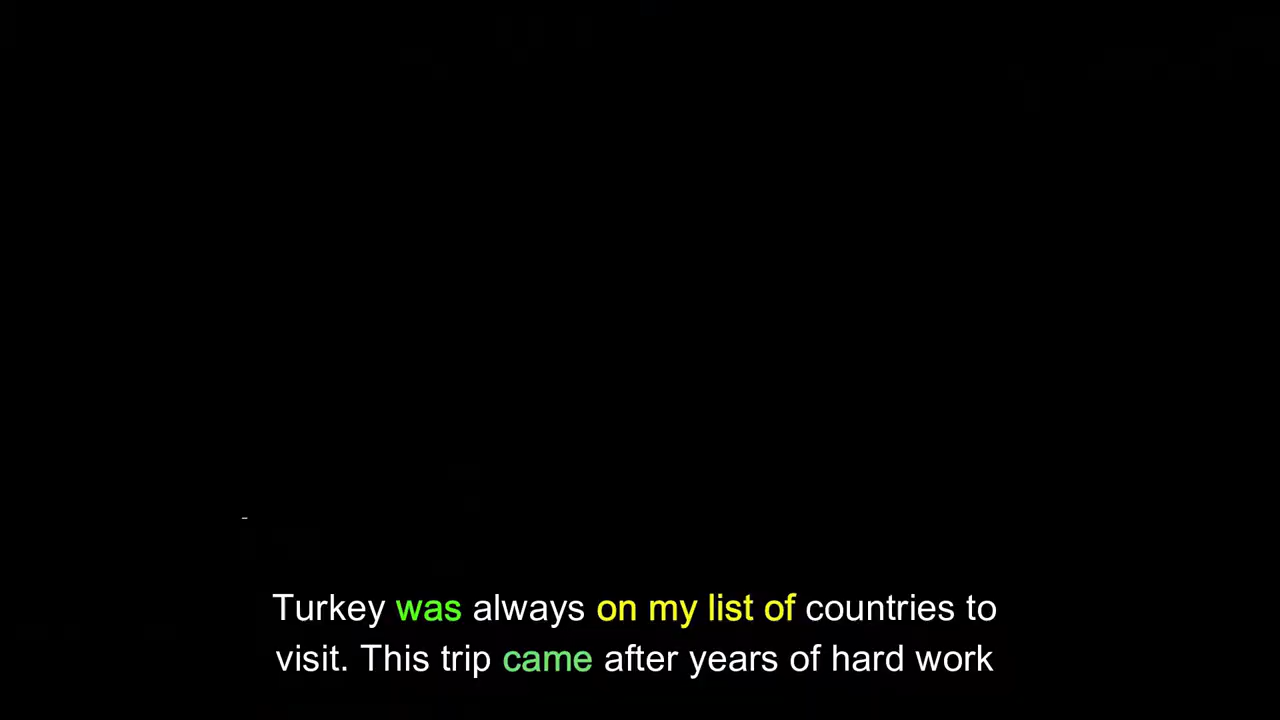 Turkey was always on my list of countries to
visit. This trip came after years of hard work